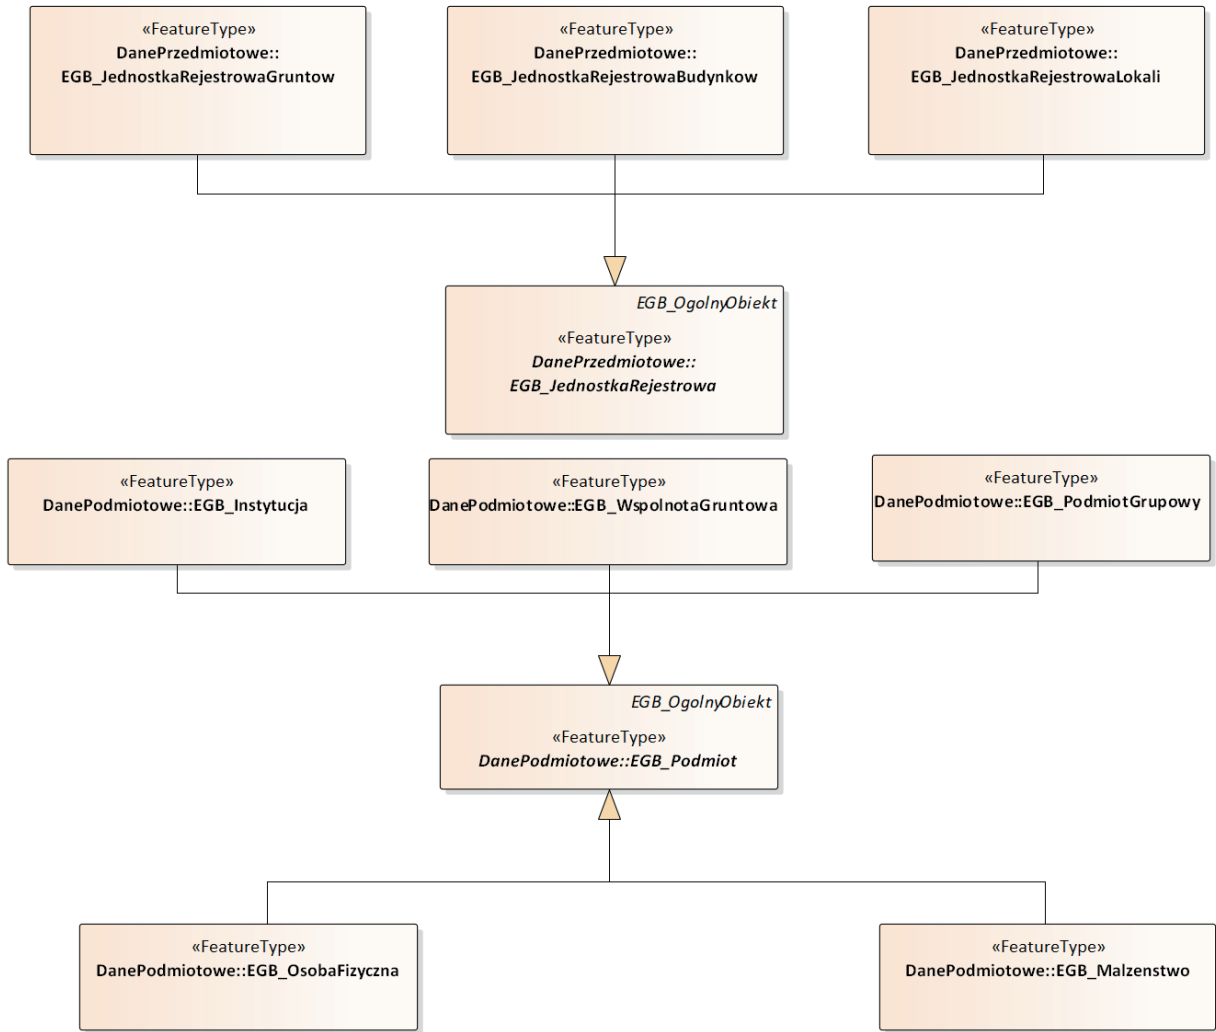 «FeatureType»
DanePrzedmiotowe::
EGB_JednostkaRejestrowaGruntow
«FeatureType»
DanePrzedmiotowe::
EGB_JednostkaRejestrowaBudynkow
«FeatureType»
DanePrzedmiotowe::
EGB_JednostkaRejestrowaLokali
EGB_OgolnyObiekt
«FeatureType»
DanePrzedmiotowe::
EGB_JednostkaRejestrowa
«FeatureType»
DanePodmiotowe::EGB_Instytucja
«FeatureType»
DanePodmiotowe::EGB_WspolnotaGruntowa
«FeatureType»
DanePodmiotowe::EGB_PodmiotGrupowy
EGB_OgolnyObiekt
«FeatureType»
DanePodmiotowe::EGB_Podmiot
«FeatureType»
DanePodmiotowe::EGB_OsobaFizyczna
«FeatureType»
DanePodmiotowe::EGB_Malzenstwo